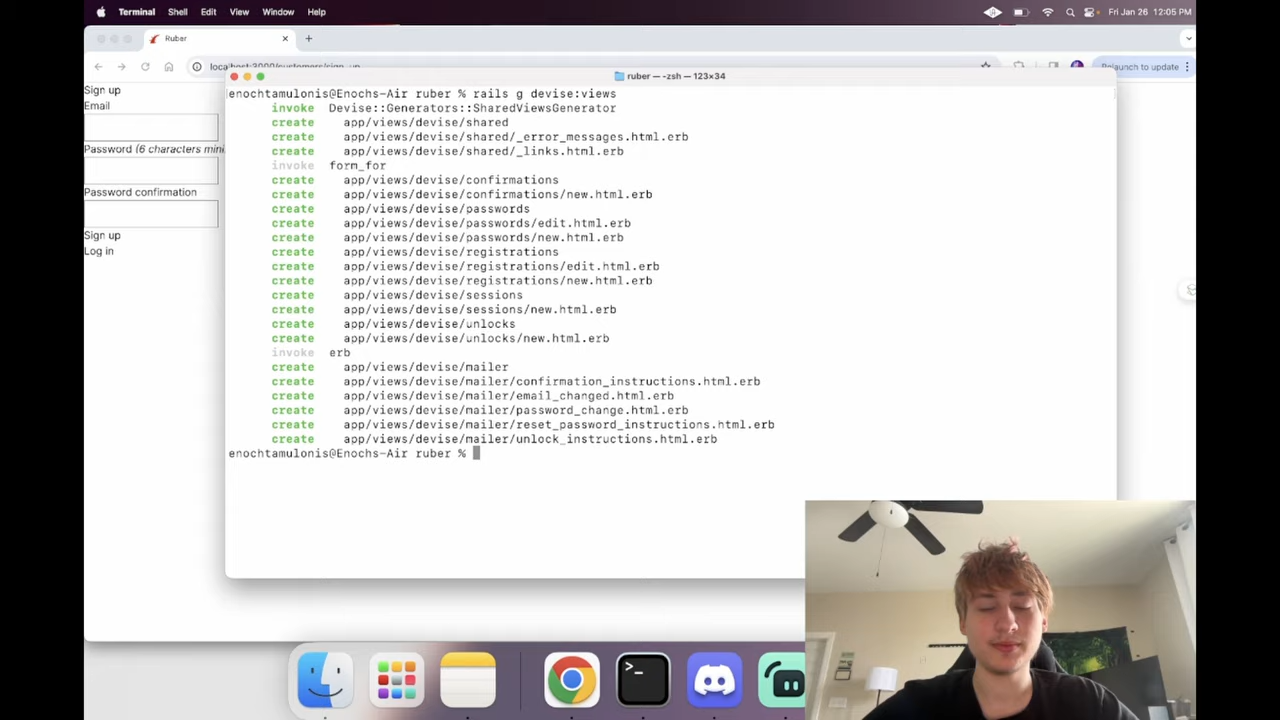 Terminal Shell Edit View Window Help
Fri Jan 26 12:05 PM
Ruber
localhost:3000/customers/sign_up
Relaunch to update
ruber — -zsh — 123×34
Sign up
Email
Password (6 characters mini
Password confirmation
Sign up
Log in
enochtamulonis@Enochs-Air ruber % rails g devise:views
invoke Devise::Generators::SharedViewsGenerator
create app/views/devise/shared
create app/views/devise/shared/_error_messages.html.erb
create app/views/devise/shared/_links.html.erb
invoke form_for
create app/views/devise/confirmations
create app/views/devise/confirmations/new.html.erb
create app/views/devise/passwords
create app/views/devise/passwords/edit.html.erb
create app/views/devise/passwords/new.html.erb
create app/views/devise/registrations
create app/views/devise/registrations/edit.html.erb
create app/views/devise/registrations/new.html.erb
create app/views/devise/sessions
create app/views/devise/sessions/new.html.erb
create app/views/devise/unlocks
create app/views/devise/unlocks/new.html.erb
invoke erb
create app/views/devise/mailer
create app/views/devise/mailer/confirmation_instructions.html.erb
create app/views/devise/mailer/email_changed.html.erb
create app/views/devise/mailer/password_change.html.erb
create app/views/devise/mailer/reset_password_instructions.html.erb
create app/views/devise/mailer/unlock_instructions.html.erb
enochtamulonis@Enochs-Air ruber %